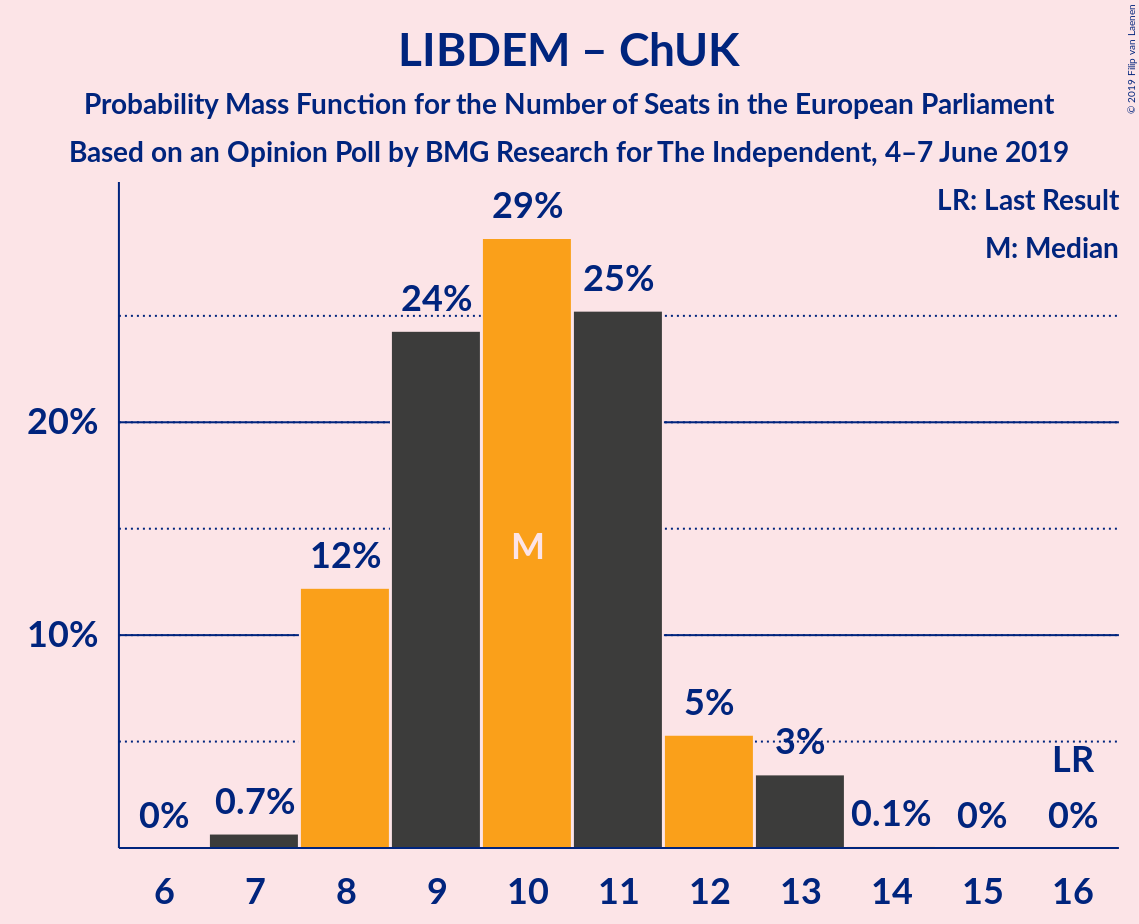 LIBDEM – ChUK
Probability Mass Function for the Number of Seats in the European Parliament
Based on an Opinion Poll by BMG Research for The Independent, 4–7 June 2019
© 2019 Filip van Laenen
LR: Last Result
M: Median
20%
10%
0%
0.7%
12%
24%
29%
25%
5%
3%
0.1%
0%
0%
LR
M
6 7 8 9 10 11 12 13 14 15 16